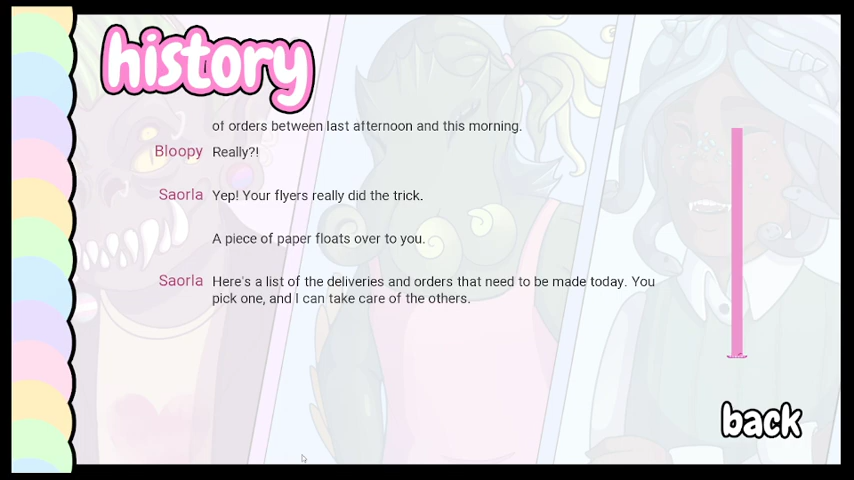 history
of orders between last afternoon and this morning.
Bloopy Really?!
Saorla Yep! Your flyers really did the trick.
A piece of paper floats over to you.
Saorla Here's a list of the deliveries and orders that need to be made today. You
pick one, and I can take care of the others.
back